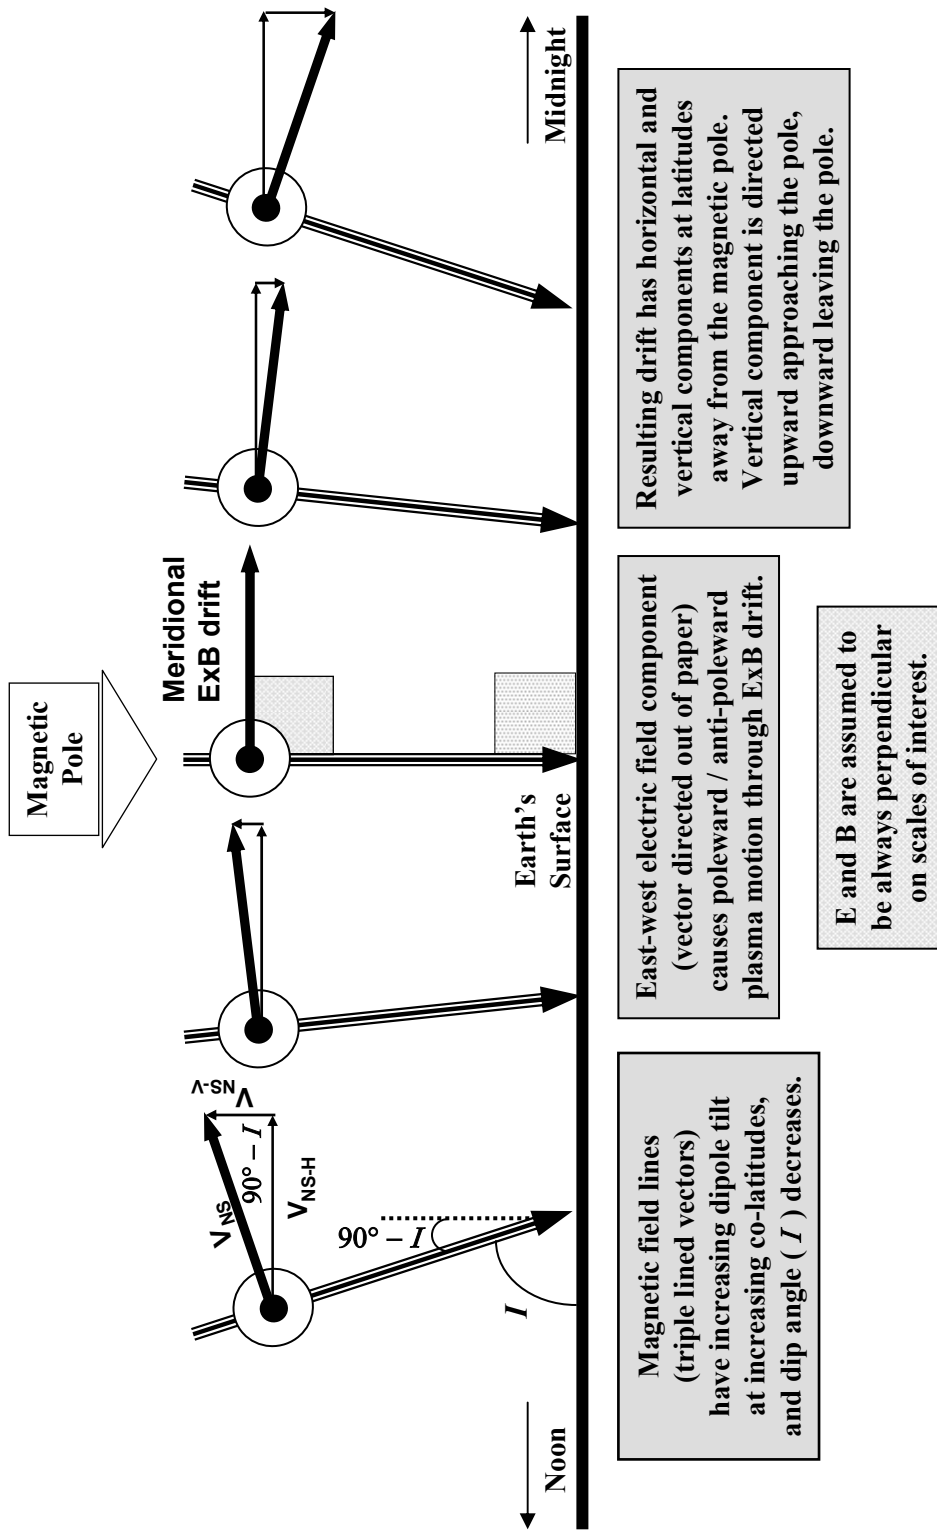 Magnetic
Pole
Meridional
ExB drift
V_NS
V_NS-V
90° – I
V_NS-H
90° – I
I
Earth's
Surface
Noon
Midnight
Magnetic field lines
(triple lined vectors)
have increasing dipole tilt
at increasing co-latitudes,
and dip angle ( I ) decreases.
East-west electric field component
(vector directed out of paper)
causes poleward / anti-poleward
plasma motion through ExB drift.
Resulting drift has horizontal and
vertical components at latitudes
away from the magnetic pole.
Vertical component is directed
upward approaching the pole,
downward leaving the pole.
E and B are assumed to
be always perpendicular
on scales of interest.